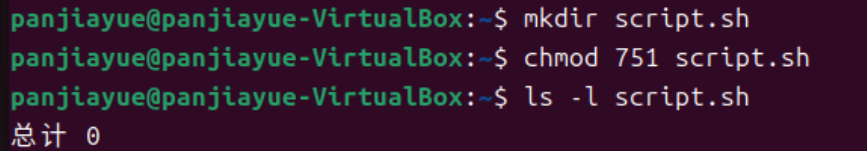 panjiayue@panjiayue-VirtualBox:~$ mkdir script.sh
panjiayue@panjiayue-VirtualBox:~$ chmod 751 script.sh
panjiayue@panjiayue-VirtualBox:~$ ls -l script.sh
总计 0